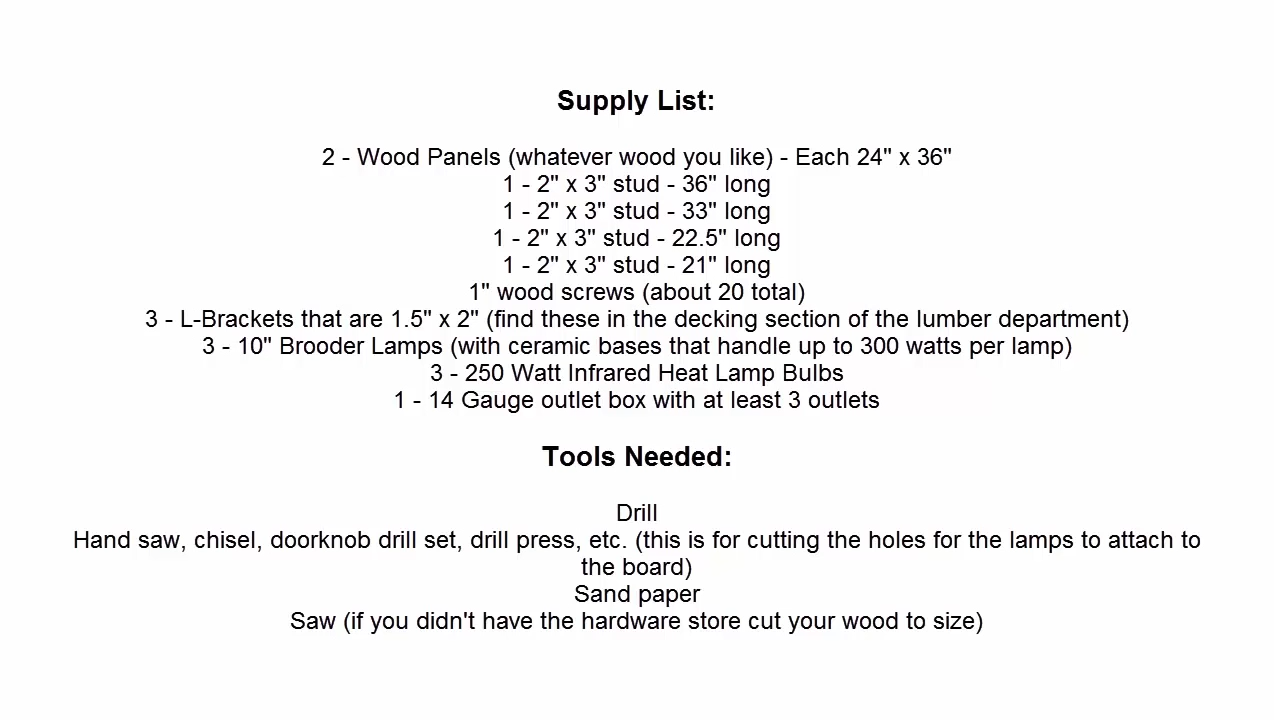 Supply List:
2 - Wood Panels (whatever wood you like) - Each 24" x 36"
1 - 2" x 3" stud - 36" long
1 - 2" x 3" stud - 33" long
1 - 2" x 3" stud - 22.5" long
1 - 2" x 3" stud - 21" long
1" wood screws (about 20 total)
3 - L-Brackets that are 1.5" x 2" (find these in the decking section of the lumber department)
3 - 10" Brooder Lamps (with ceramic bases that handle up to 300 watts per lamp)
3 - 250 Watt Infrared Heat Lamp Bulbs
1 - 14 Gauge outlet box with at least 3 outlets
Tools Needed:
Drill
Hand saw, chisel, doorknob drill set, drill press, etc. (this is for cutting the holes for the lamps to attach to
the board)
Sand paper
Saw (if you didn't have the hardware store cut your wood to size)